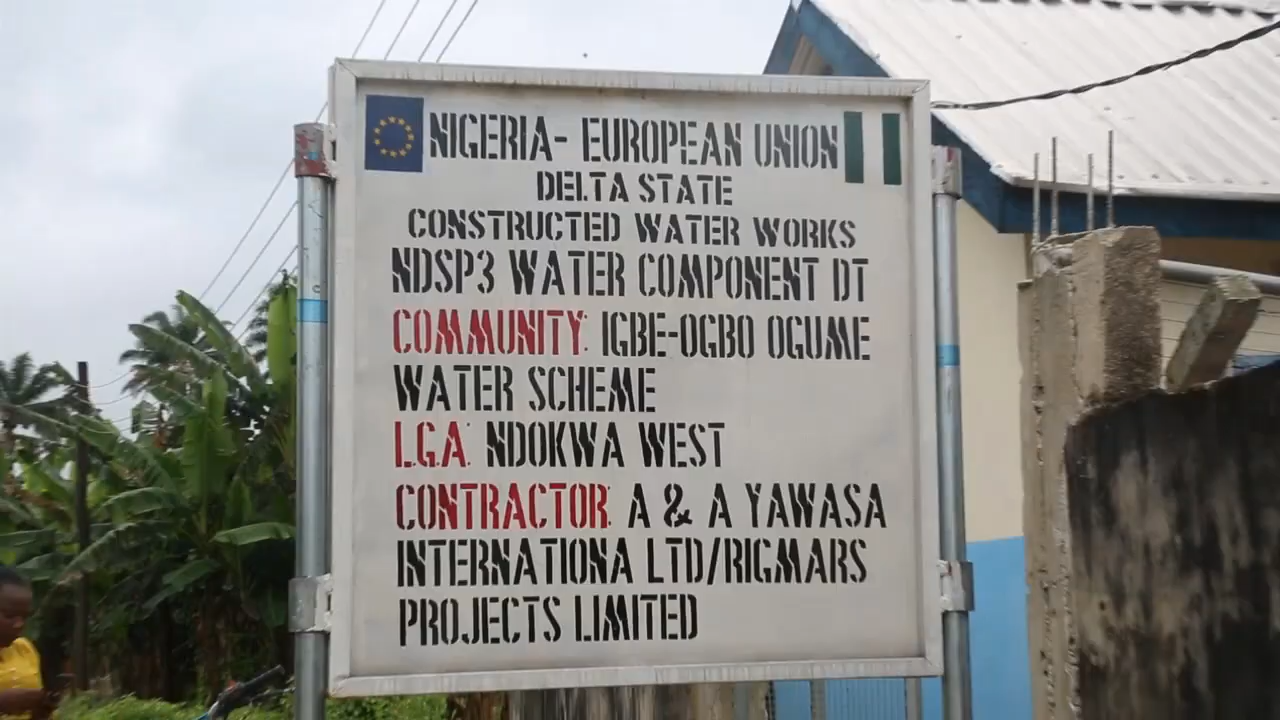 NIGERIA- EUROPEAN UNION
DELTA STATE
CONSTRUCTED WATER WORKS
NDSP3 WATER COMPONENT DT
COMMUNITY: IGBE-OGBO OGUME
WATER SCHEME
L.G.A: NDOKWA WEST
CONTRACTOR: A & A YAWASA
INTERNATIONA LTD/RIGMARS
PROJECTS LIMITED